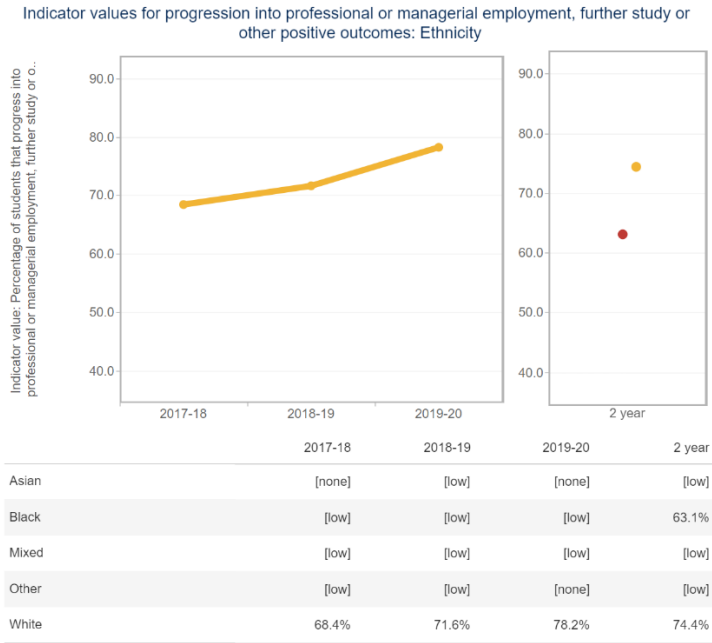 Indicator values for progression into professional or managerial employment, further study or
other positive outcomes: Ethnicity
Indicator value: Percentage of students that progress into
professional or managerial employment, further study or o..
90.0
80.0
70.0
60.0
50.0
40.0
2017-18 2018-19 2019-20
90.0
80.0
70.0
60.0
50.0
40.0
2 year
2017-18 2018-19 2019-20 2 year
Asian [none] [low] [none] [low]
Black [low] [low] [low] 63.1%
Mixed [low] [low] [low] [low]
Other [low] [low] [none] [low]
White 68.4% 71.6% 78.2% 74.4%